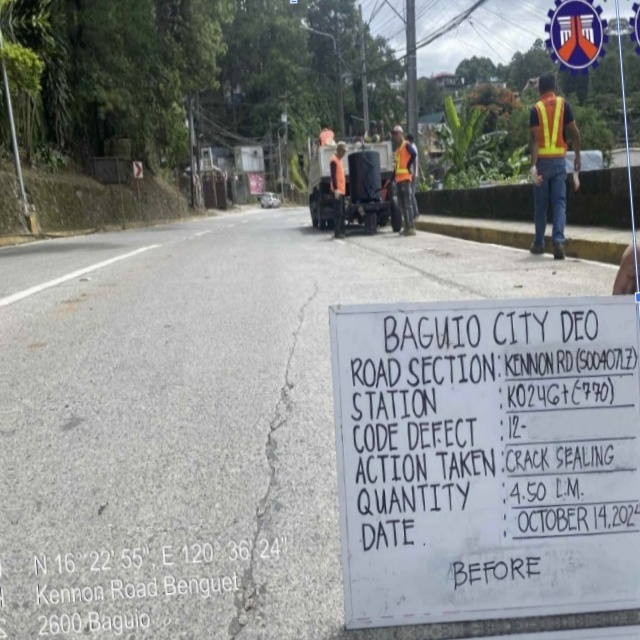 BAGUIO CITY DEO
ROAD SECTION: KENNON RD (S00407LZ)
STATION : K0246+(-770)
CODE DEFECT : 12-
ACTION TAKEN : CRACK SEALING
QUANTITY : 4.50 L.M.
DATE. : OCTOBER 14,2024
BEFORE
N 16° 22' 55", E 120° 36' 24"
Kennon Road Benguet
2600 Baguio